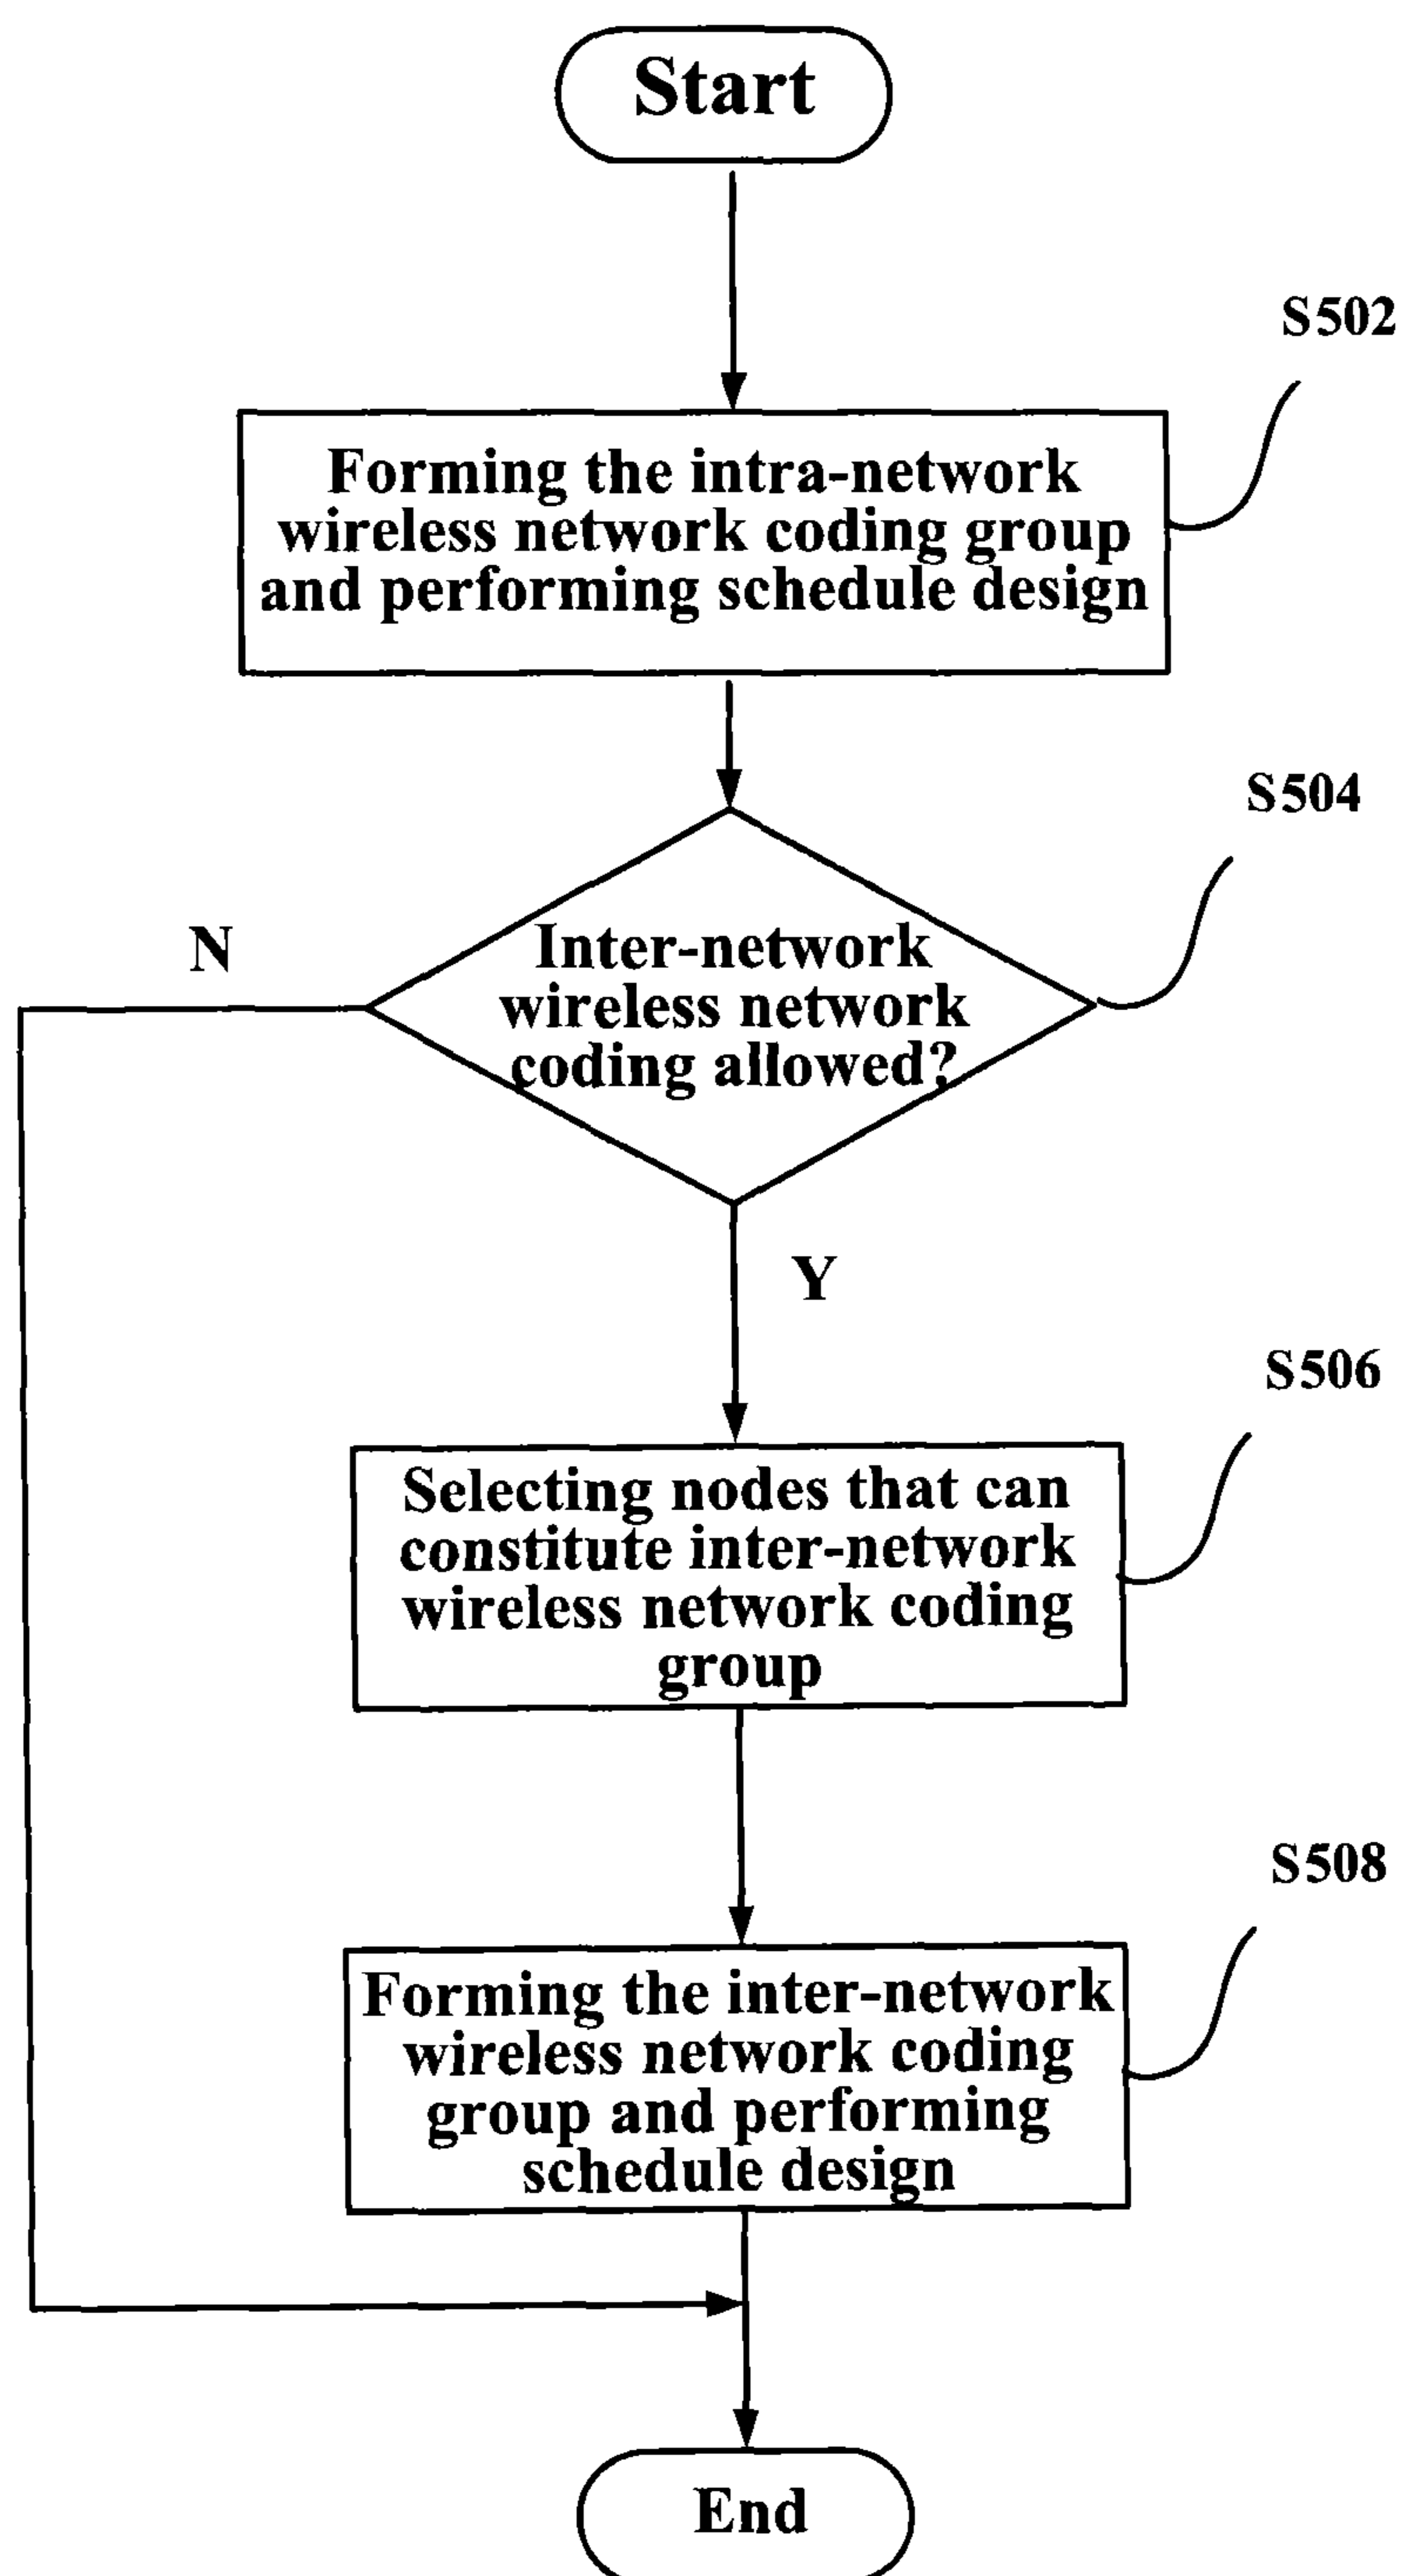 Start
S502
Forming the intra-network
wireless network coding group
and performing schedule design
S504
N
Inter-network
wireless network
coding allowed?
Y
S506
Selecting nodes that can
constitute inter-network
wireless network coding
group
S508
Forming the inter-network
wireless network coding
group and performing
schedule design
End